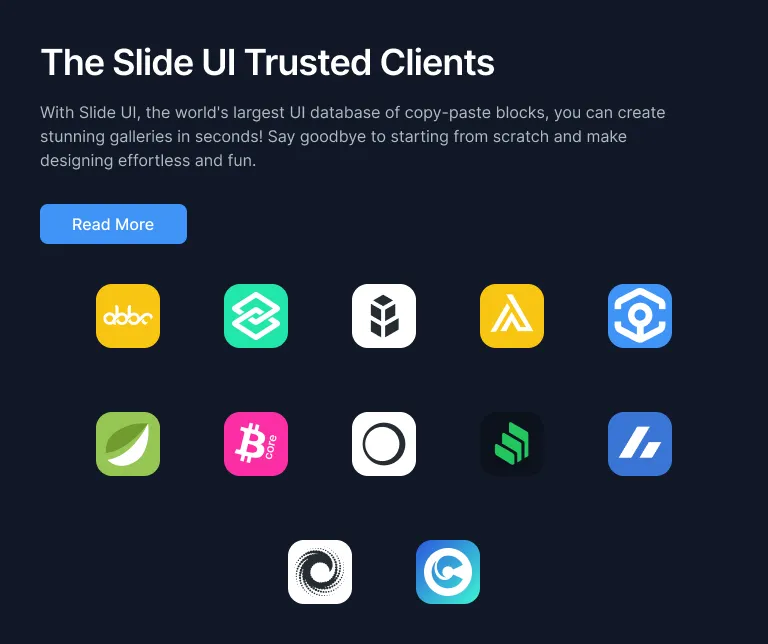 The Slide UI Trusted Clients
With Slide UI, the world's largest UI database of copy-paste blocks, you can create
stunning galleries in seconds! Say goodbye to starting from scratch and make
designing effortless and fun.
Read More
abbc
core